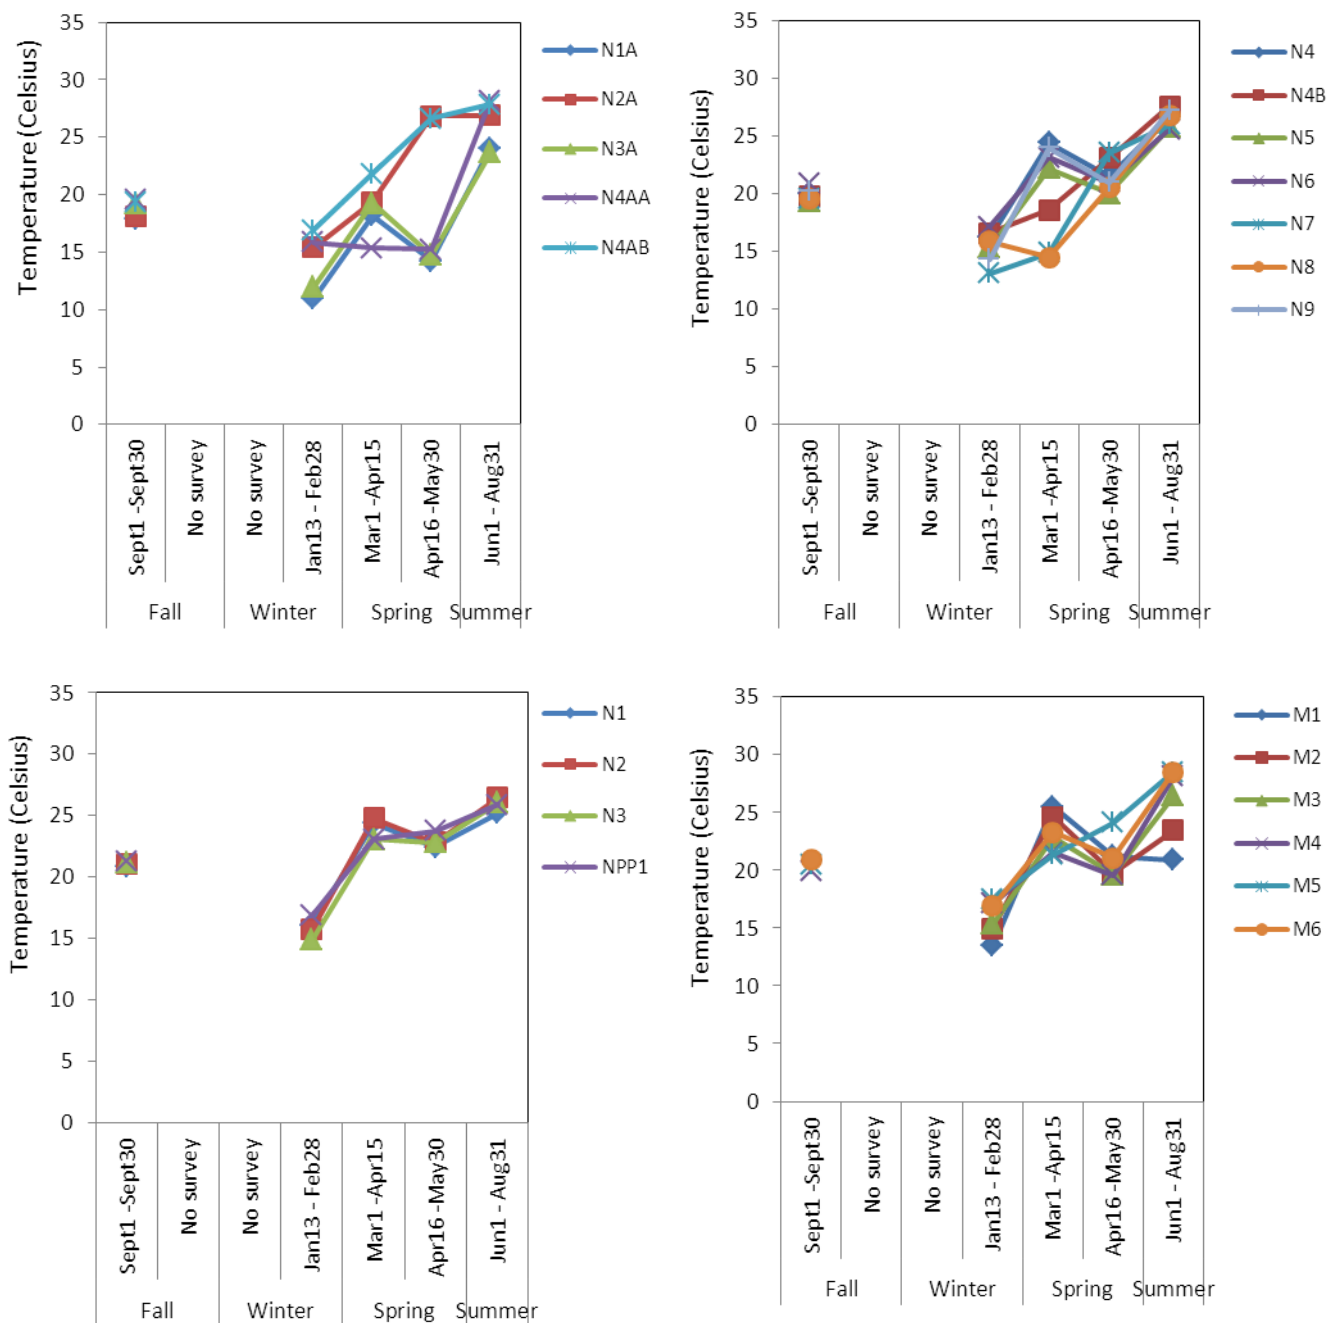 Temperature (Celsius)
35
30
25
20
15
10
5
0
Sept1 -Sept30
No survey
No survey
Jan13 - Feb28
Mar1 -Apr15
Apr16 -May30
Jun1 - Aug31
Fall
Winter
Spring
Summer
N1A
N2A
N3A
N4AA
N4AB
Temperature (Celsius)
35
30
25
20
15
10
5
0
Sept1 -Sept30
No survey
No survey
Jan13 - Feb28
Mar1 -Apr15
Apr16 -May30
Jun1 - Aug31
Fall
Winter
Spring
Summer
N4
N4B
N5
N6
N7
N8
N9
Temperature (Celsius)
35
30
25
20
15
10
5
0
Sept1 -Sept30
No survey
No survey
Jan13 - Feb28
Mar1 -Apr15
Apr16 -May30
Jun1 - Aug31
Fall
Winter
Spring
Summer
N1
N2
N3
NPP1
Temperature (Celsius)
35
30
25
20
15
10
5
0
Sept1 -Sept30
No survey
No survey
Jan13 - Feb28
Mar1 -Apr15
Apr16 -May30
Jun1 - Aug31
Fall
Winter
Spring
Summer
M1
M2
M3
M4
M5
M6